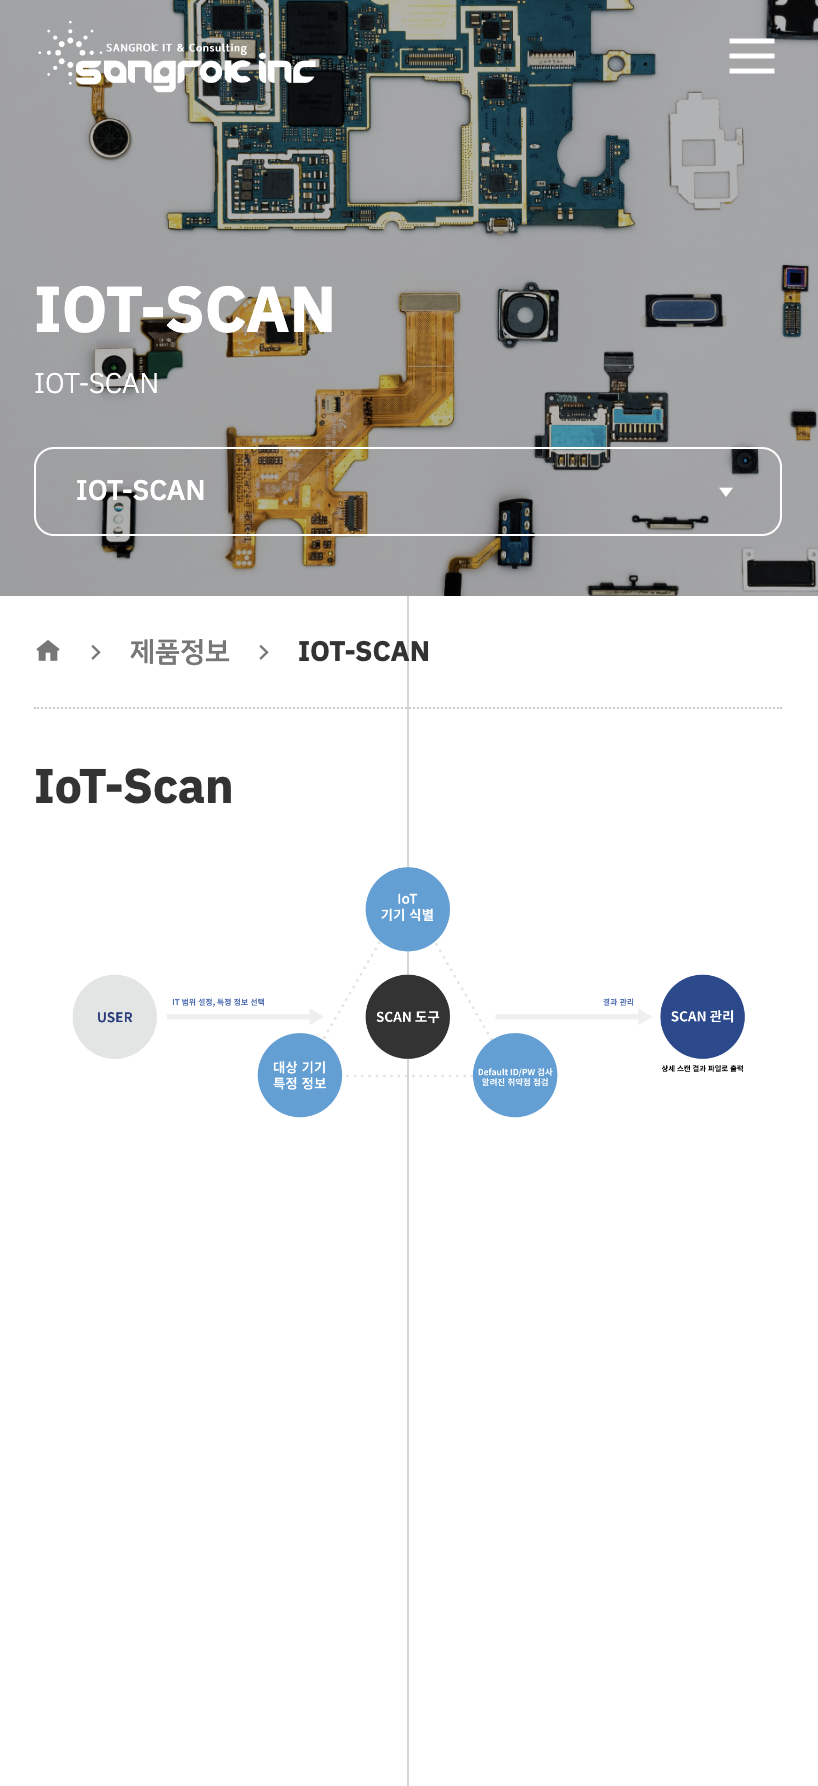 SANGROK IT & Consulting
sangrok inc
IOT-SCAN
IOT-SCAN
IOT-SCAN
제품정보
IOT-SCAN
IoT-Scan
IoT
기기 식별
USER
IT 범위 설정, 특정 정보 선택
SCAN 도구
결과 관리
SCAN 관리
대상 기기
특정 정보
Default ID/PW 검사
알려진 취약점 점검
상세 스캔 결과 파일로 출력